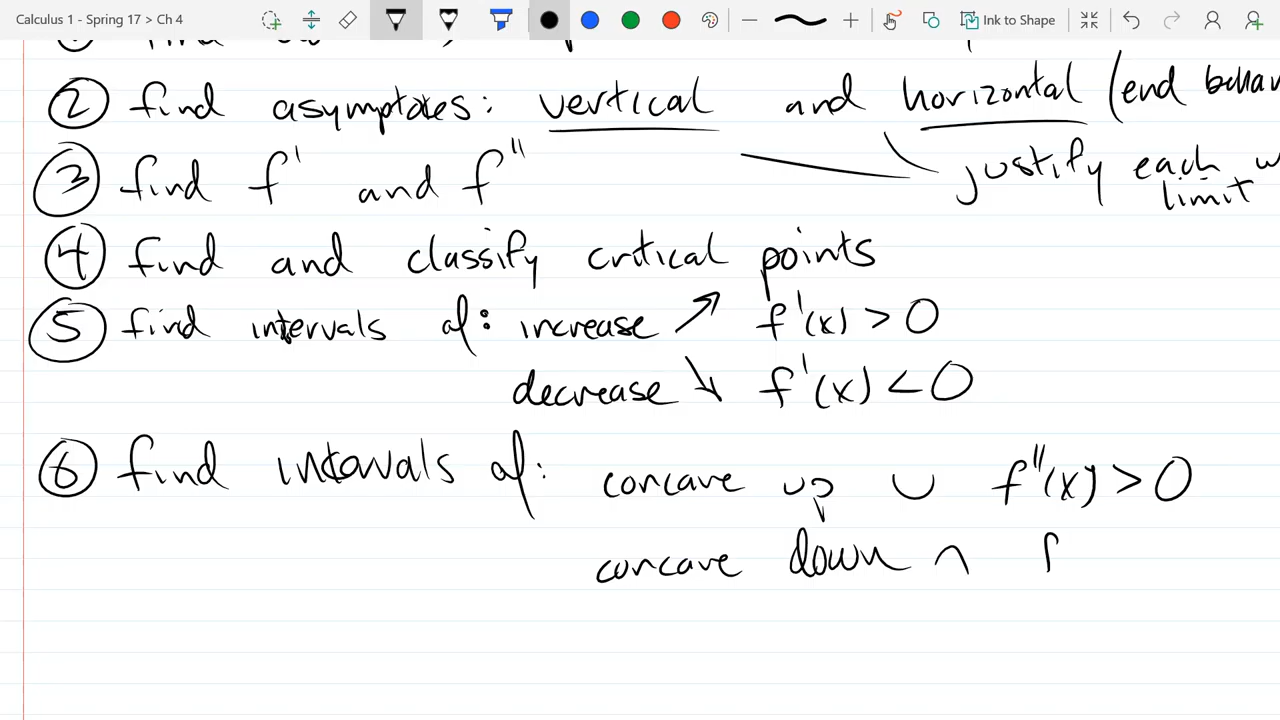 Calculus 1 - Spring 17 > Ch 4
Ink to Shape
② find asymptotes: vertical and horizontal (end behav
③ find f' and f''
justify each w
limit
④ find and classify critical points
⑤ find intervals of: increase ↗ f'(x) > 0
decrease ↘ f'(x) < 0
⑥ find intervals of: concave up ∪ f''(x) > 0
concave down ∩